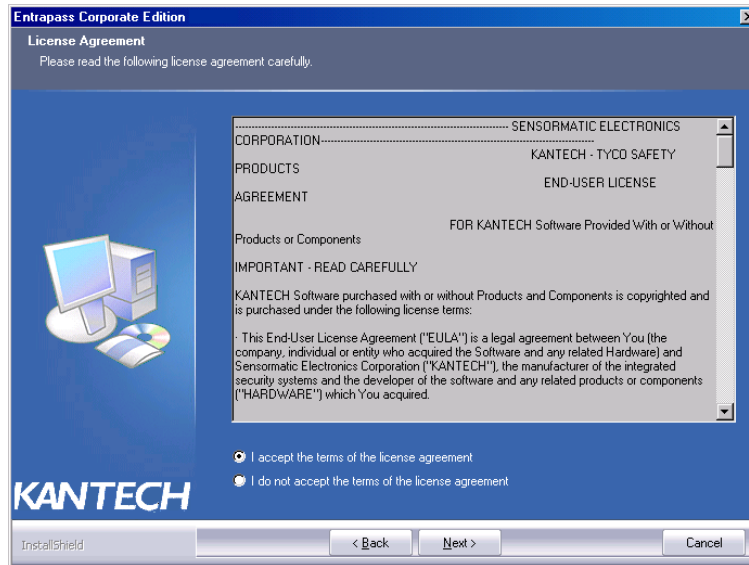 Entrapass Corporate Edition
License Agreement
Please read the following license agreement carefully.
------------------------------------------------------------------------------------ SENSORMATIC ELECTRONICS
CORPORATION------------------------------------------------------------------------------
KANTECH - TYCO SAFETY
PRODUCTS
END-USER LICENSE
AGREEMENT
FOR KANTECH Software Provided With or Without
Products or Components
IMPORTANT - READ CAREFULLY
KANTECH Software purchased with or without Products and Components is copyrighted and
is purchased under the following license terms:
· This End-User License Agreement ("EULA") is a legal agreement between You (the
company, individual or entity who acquired the Software and any related Hardware) and
Sensormatic Electronics Corporation ("KANTECH"), the manufacturer of the integrated
security systems and the developer of the software and any related products or components
("HARDWARE") which You acquired.
I accept the terms of the license agreement
I do not accept the terms of the license agreement
KANTECH
InstallShield
< Back
Next >
Cancel